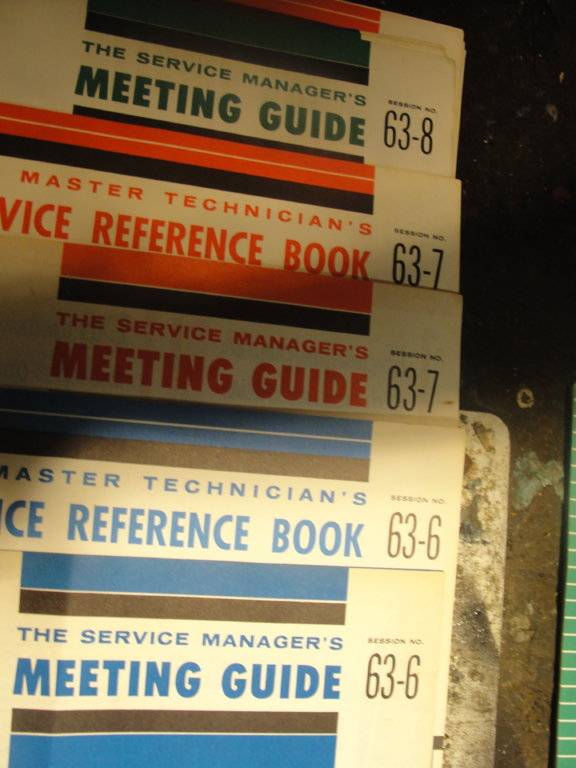 THE SERVICE MANAGER'S
MEETING GUIDE
SESSION NO.
63-8
MASTER TECHNICIAN'S
VICE REFERENCE BOOK
SESSION NO.
63-7
THE SERVICE MANAGER'S
MEETING GUIDE
SESSION NO.
63-7
MASTER TECHNICIAN'S
ICE REFERENCE BOOK
SESSION NO.
63-6
THE SERVICE MANAGER'S
MEETING GUIDE
SESSION NO.
63-6